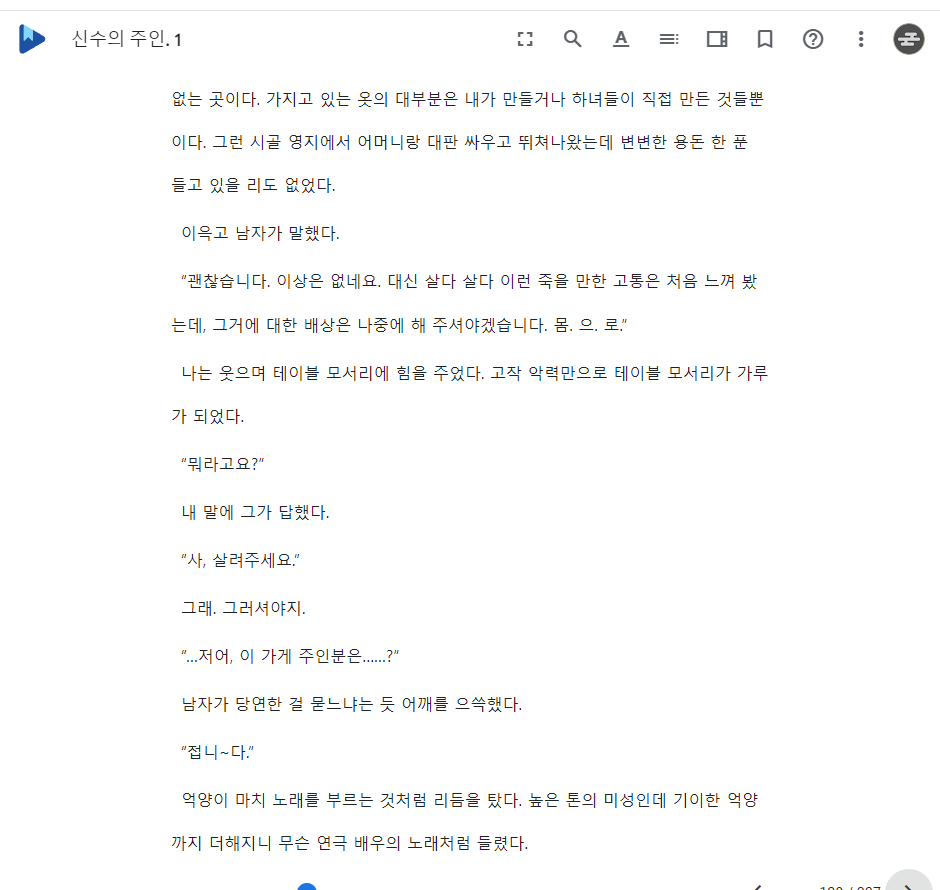 신수의 주인. 1
없는 곳이다. 가지고 있는 옷의 대부분은 내가 만들거나 하녀들이 직접 만든 것들뿐
이다. 그런 시골 영지에서 어머니랑 대판 싸우고 뛰쳐나왔는데 변변한 용돈 한 푼
들고 있을 리도 없었다.
이윽고 남자가 말했다.
“괜찮습니다. 이상은 없네요. 대신 살다 살다 이런 죽을 만한 고통은 처음 느껴 봤
는데, 그거에 대한 배상은 나중에 해 주셔야겠습니다. 몸. 으. 로.”
나는 웃으며 테이블 모서리에 힘을 주었다. 고작 악력만으로 테이블 모서리가 가루
가 되었다.
“뭐라고요?”
내 말에 그가 답했다.
“사, 살려주세요.”
그래. 그러셔야지.
“...저어, 이 가게 주인분은......?”
남자가 당연한 걸 묻느냐는 듯 어깨를 으쓱했다.
“접니~다.”
억양이 마치 노래를 부르는 것처럼 리듬을 탔다. 높은 톤의 미성인데 기이한 억양
까지 더해지니 무슨 연극 배우의 노래처럼 들렸다.